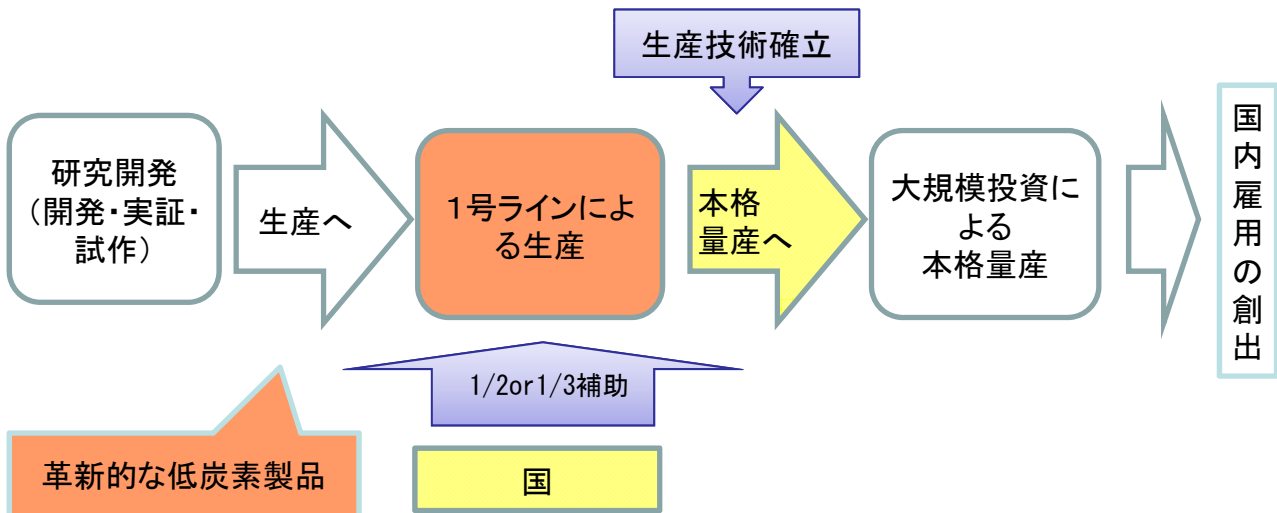 生産技術確立
研究開発
（開発・実証・
試作）
生産へ
１号ラインによ
る生産
本格
量産へ
大規模投資に
よる
本格量産
国内雇用の創出
1/2or1/3補助
革新的な低炭素製品
国